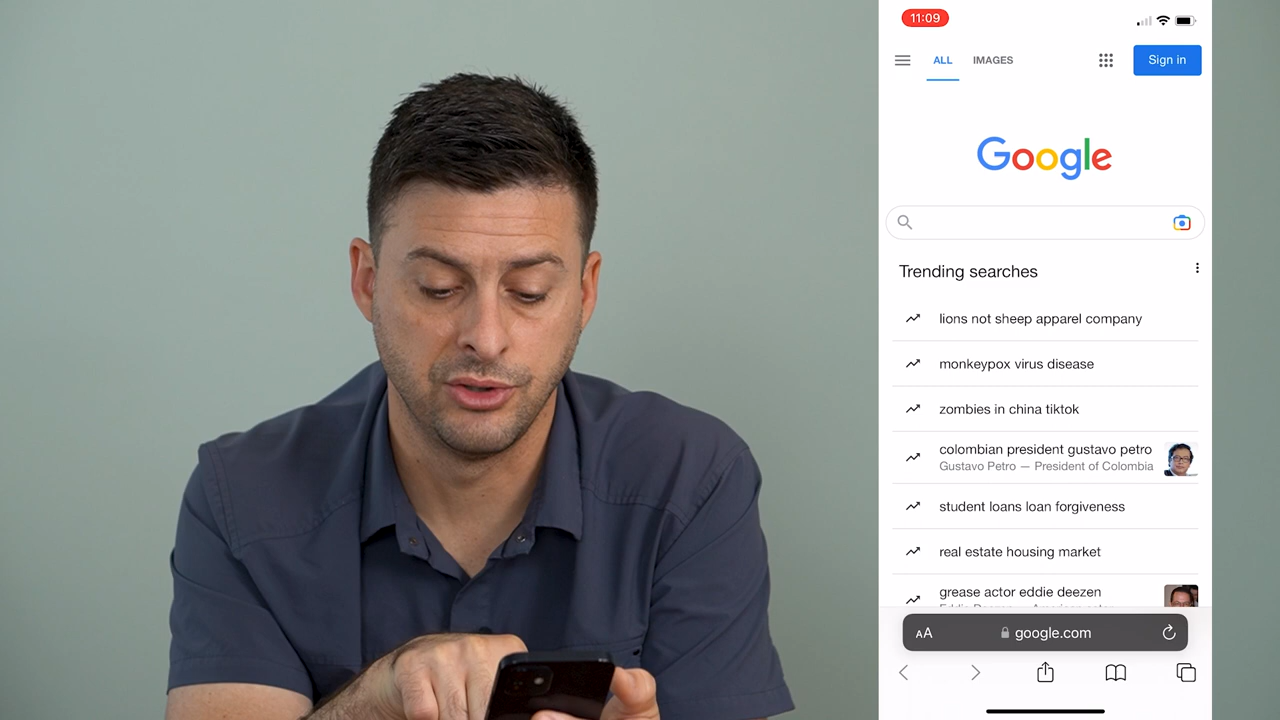 11:09
ALL IMAGES Sign in
Google
Trending searches
lions not sheep apparel company
monkeypox virus disease
zombies in china tiktok
colombian president gustavo petro
Gustavo Petro — President of Colombia
student loans loan forgiveness
real estate housing market
grease actor eddie deezen
AA google.com